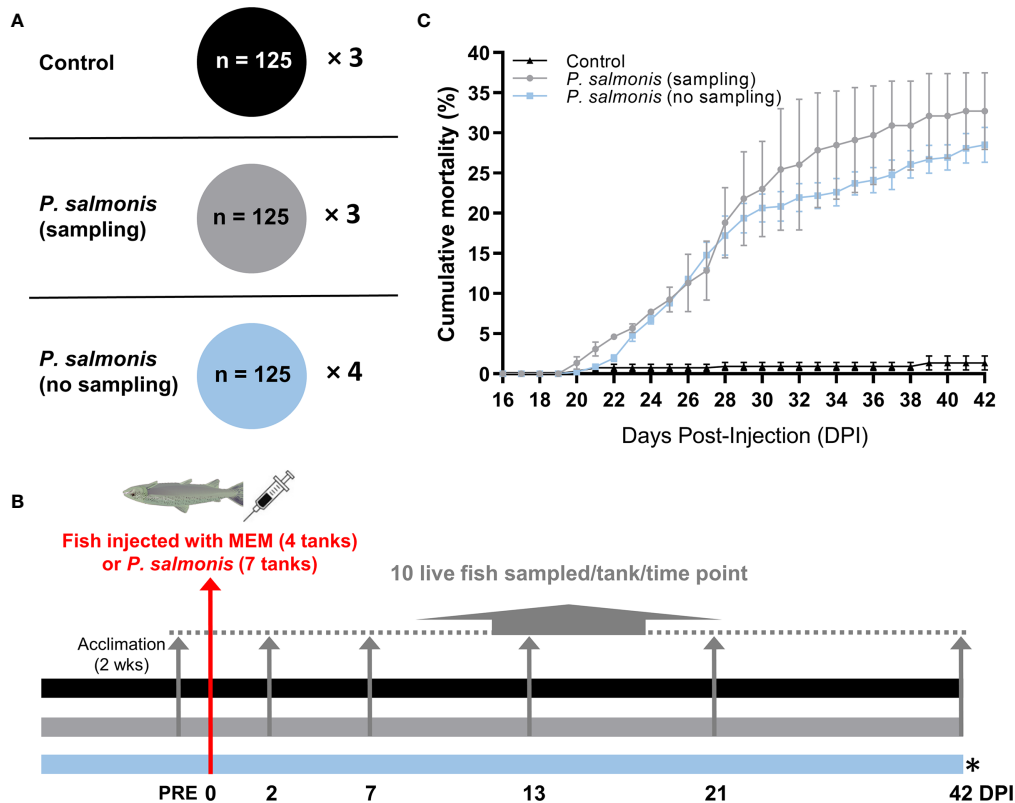 A
Control
n = 125
× 3
P. salmonis
(sampling)
n = 125
× 3
P. salmonis
(no sampling)
n = 125
× 4
C
Cumulative mortality (%)
40
35
30
25
20
15
10
5
0
Control
P. salmonis (sampling)
P. salmonis (no sampling)
16 18 20 22 24 26 28 30 32 34 36 38 40 42
Days Post-Injection (DPI)
B
Fish injected with MEM (4 tanks)
or P. salmonis (7 tanks)
10 live fish sampled/tank/time point
Acclimation
(2 wks)
*
PRE 0 2 7 13 21 42 DPI